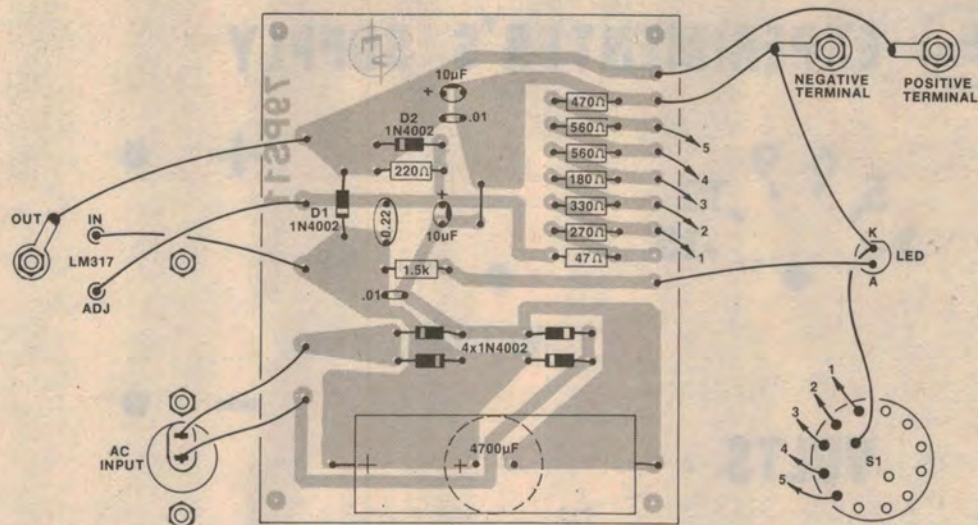 10µF
+
.01
D2
1N4002
220Ω
D1
1N4002
0.22
+
10µF
1.5k
.01
4x1N4002
4700µF
+
+
470Ω
560Ω
560Ω
180Ω
330Ω
270Ω
47Ω
5
4
3
2
1
NEGATIVE
TERMINAL
POSITIVE
TERMINAL
K
LED
A
OUT
IN
LM317
ADJ
AC
INPUT
1
2
3
4
5
S1